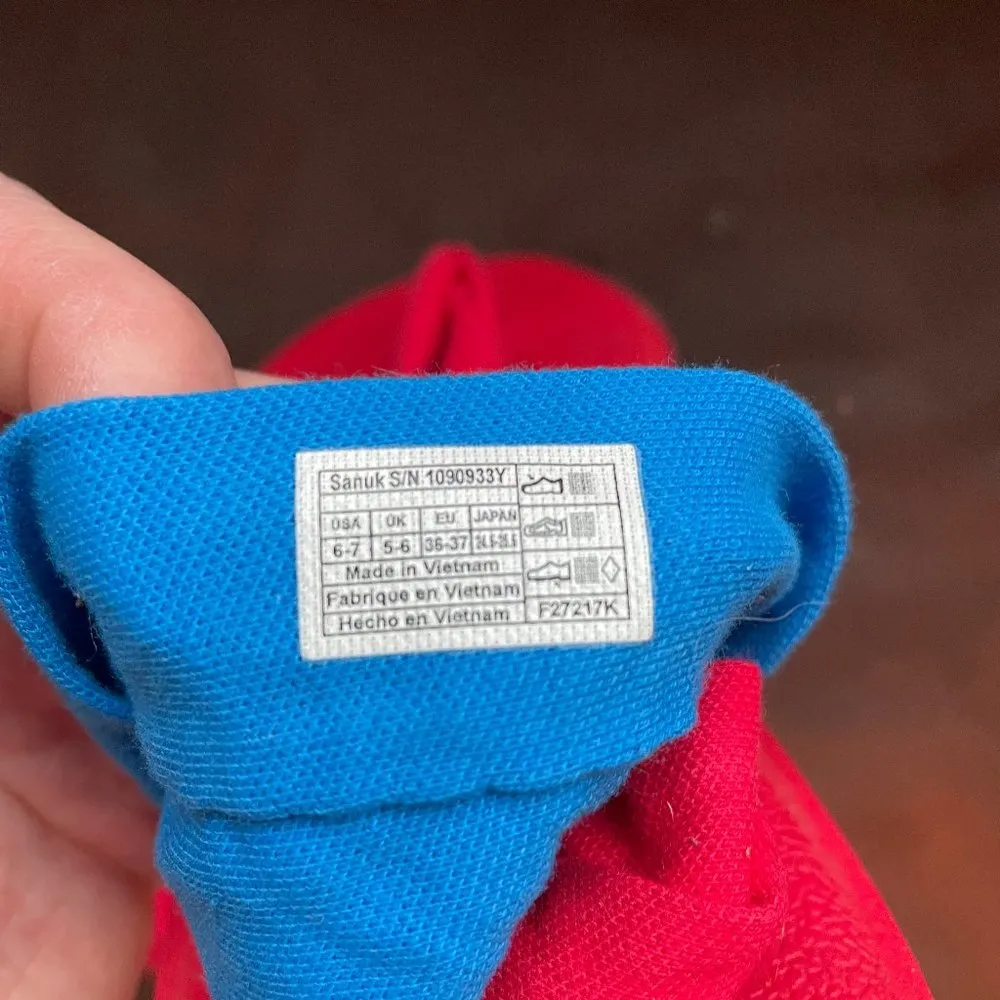 Sanuk S/N 1090933Y
USA UK EU JAPAN
6-7 5-6 36-37
Made in Vietnam
Fabrique en Vietnam
Hecho en Vietnam F27217K